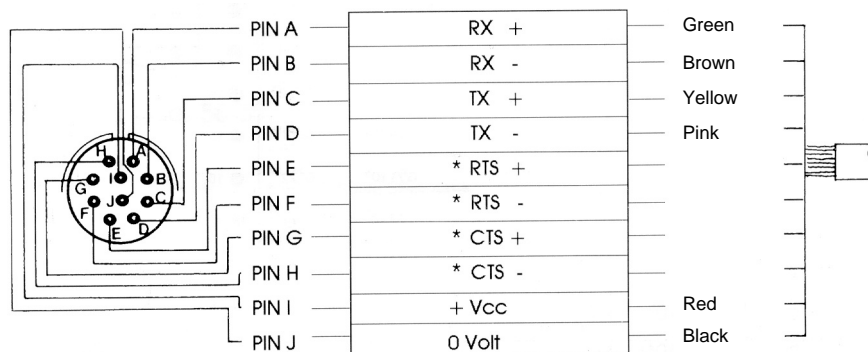 PIN A RX + Green
PIN B RX - Brown
PIN C TX + Yellow
PIN D TX - Pink
PIN E * RTS +
PIN F * RTS -
PIN G * CTS +
PIN H * CTS -
PIN I + Vcc Red
PIN J 0 Volt Black
H A
G I B
F J C
E D